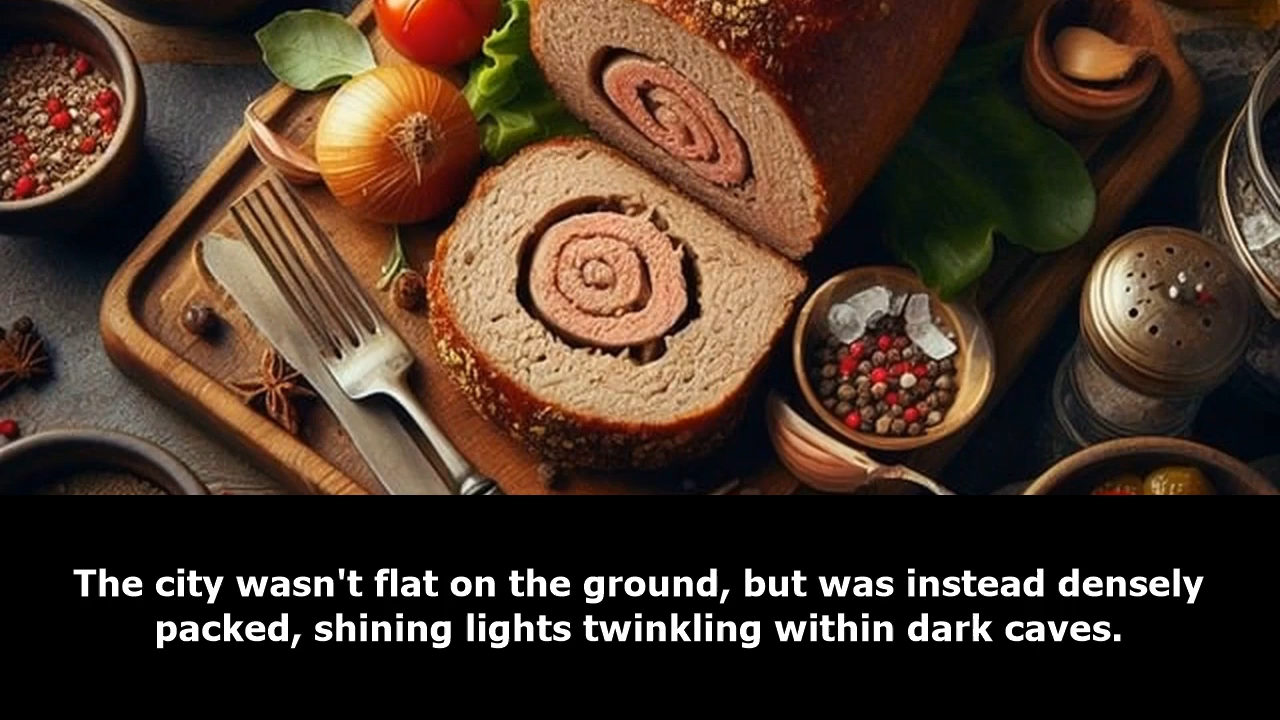 The city wasn't flat on the ground, but was instead densely
packed, shining lights twinkling within dark caves.